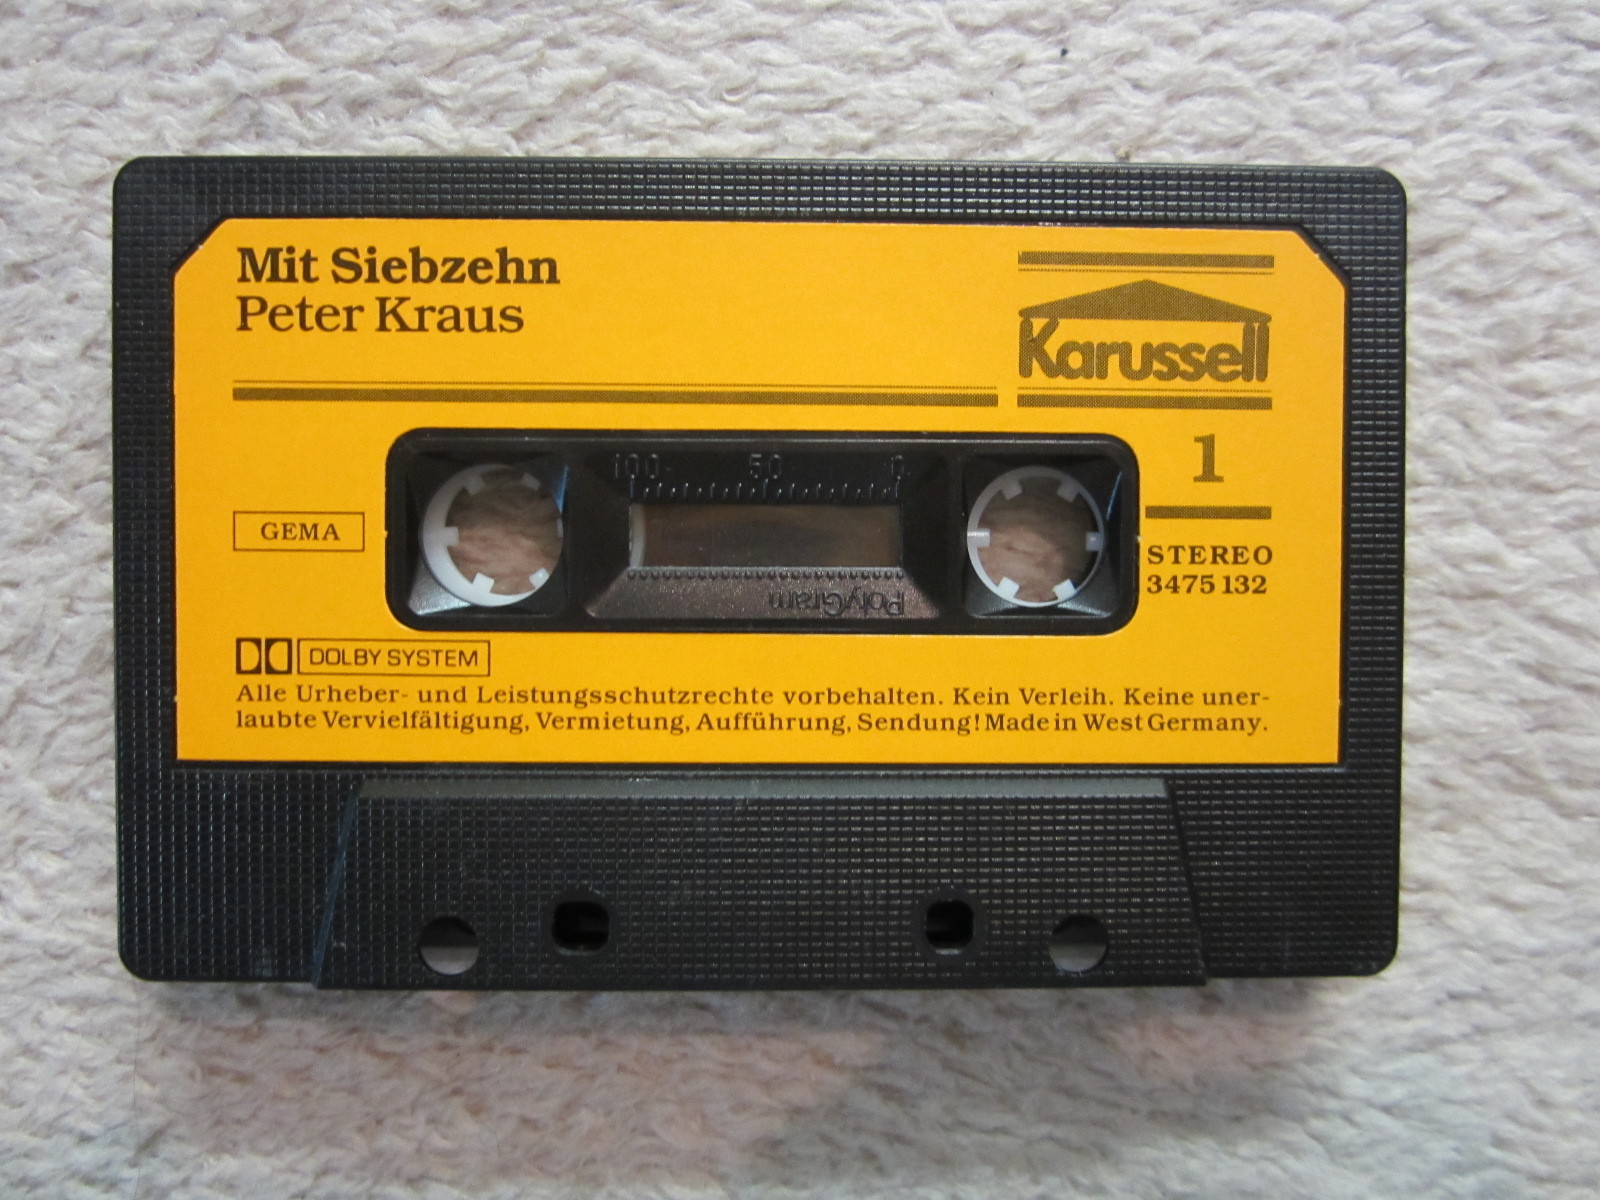 Mit Siebzehn
Peter Kraus
Karussell
1
100 50 0
GEMA
STEREO
3475 132
PolyGram
DOLBY SYSTEM
Alle Urheber- und Leistungsschutzrechte vorbehalten. Kein Verleih. Keine uner-
laubte Vervielfältigung, Vermietung, Aufführung, Sendung! Made in West Germany.